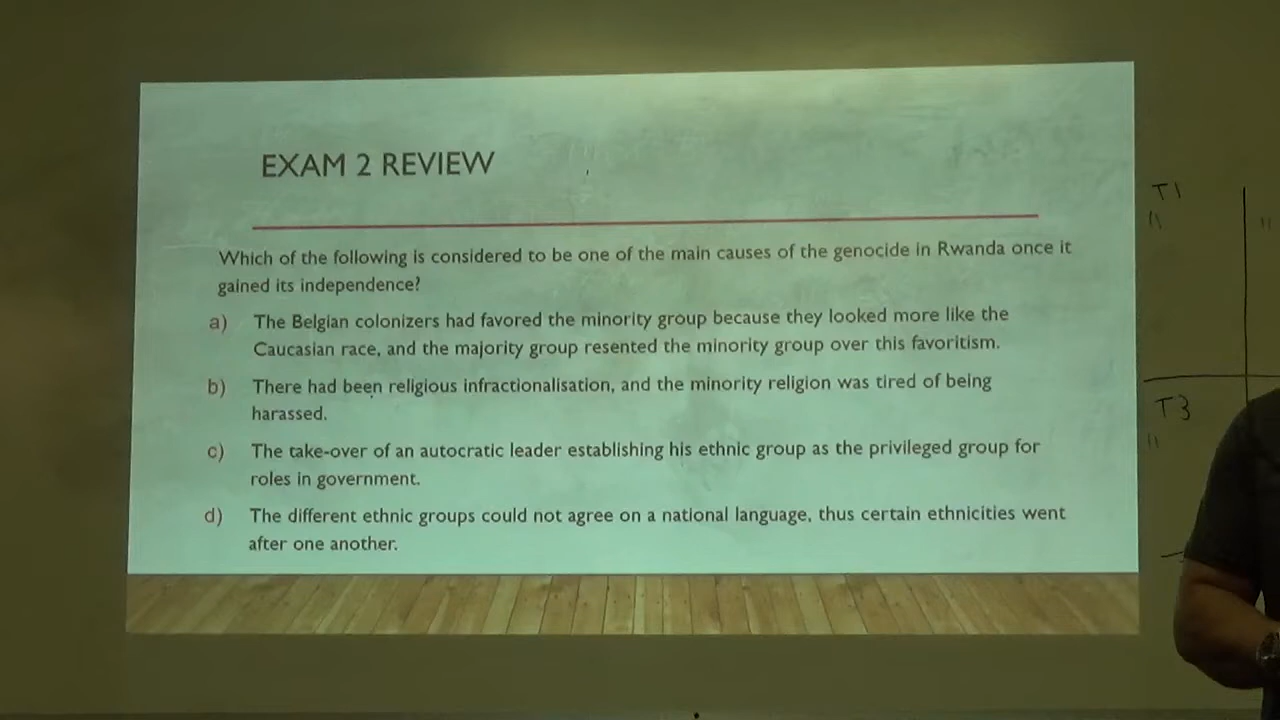 EXAM 2 REVIEW
Which of the following is considered to be one of the main causes of the genocide in Rwanda once it
gained its independence?
a) The Belgian colonizers had favored the minority group because they looked more like the
Caucasian race, and the majority group resented the minority group over this favoritism.
b) There had been religious infractionalisation, and the minority religion was tired of being
harassed.
c) The take-over of an autocratic leader establishing his ethnic group as the privileged group for
roles in government.
d) The different ethnic groups could not agree on a national language, thus certain ethnicities went
after one another.
T1
T3